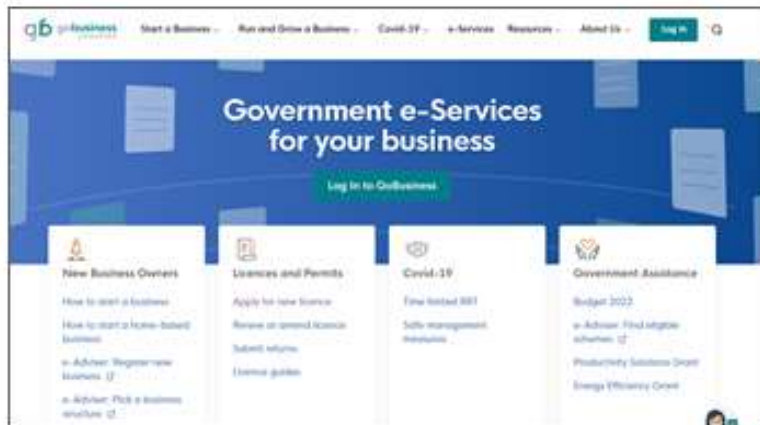 gb gobusiness
Start a Business
Run and Grow a Business
Covid-19
e-Services
Resources
About Us
Log in
Government e-Services
for your business
Log in to GoBusiness
New Business Owners
How to start a business
How to start a home-based
business
e-Adviser: Register new
business
e-Adviser: Pick a business
structure
Licences and Permits
Apply for new licence
Renew or amend licence
Submit returns
Licence guides
Covid-19
Time-limited
Safe management
measures
Government Assistance
e-Adviser: Find eligible
schemes
Productivity Solutions Grant
Energy Efficiency Grant